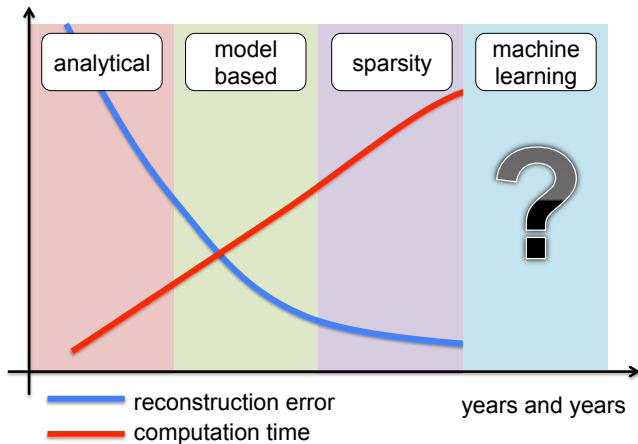 analytical
model
based
sparsity
machine
learning
?
reconstruction error
computation time
years and years